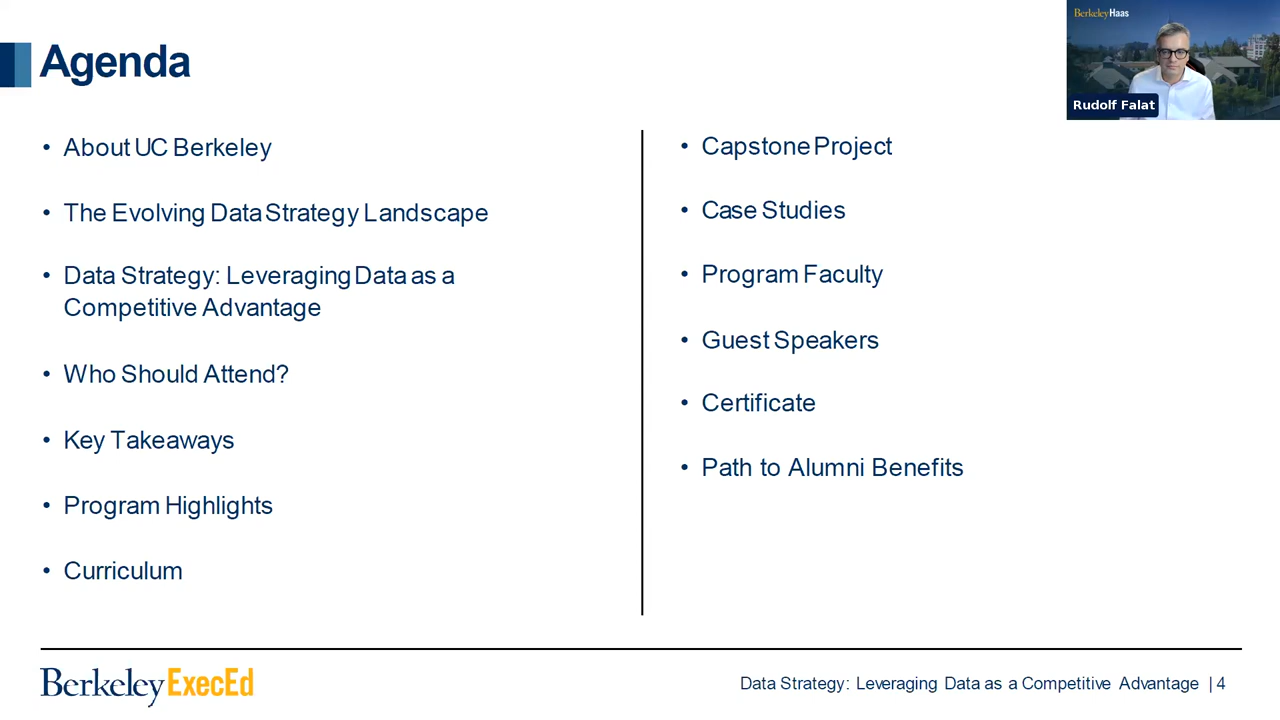 Agenda
BerkeleyHaas
Rudolf Falat
• About UC Berkeley
• The Evolving Data Strategy Landscape
• Data Strategy: Leveraging Data as a
Competitive Advantage
• Who Should Attend?
• Key Takeaways
• Program Highlights
• Curriculum
• Capstone Project
• Case Studies
• Program Faculty
• Guest Speakers
• Certificate
• Path to Alumni Benefits
Berkeley ExecEd
Data Strategy: Leveraging Data as a Competitive Advantage | 4